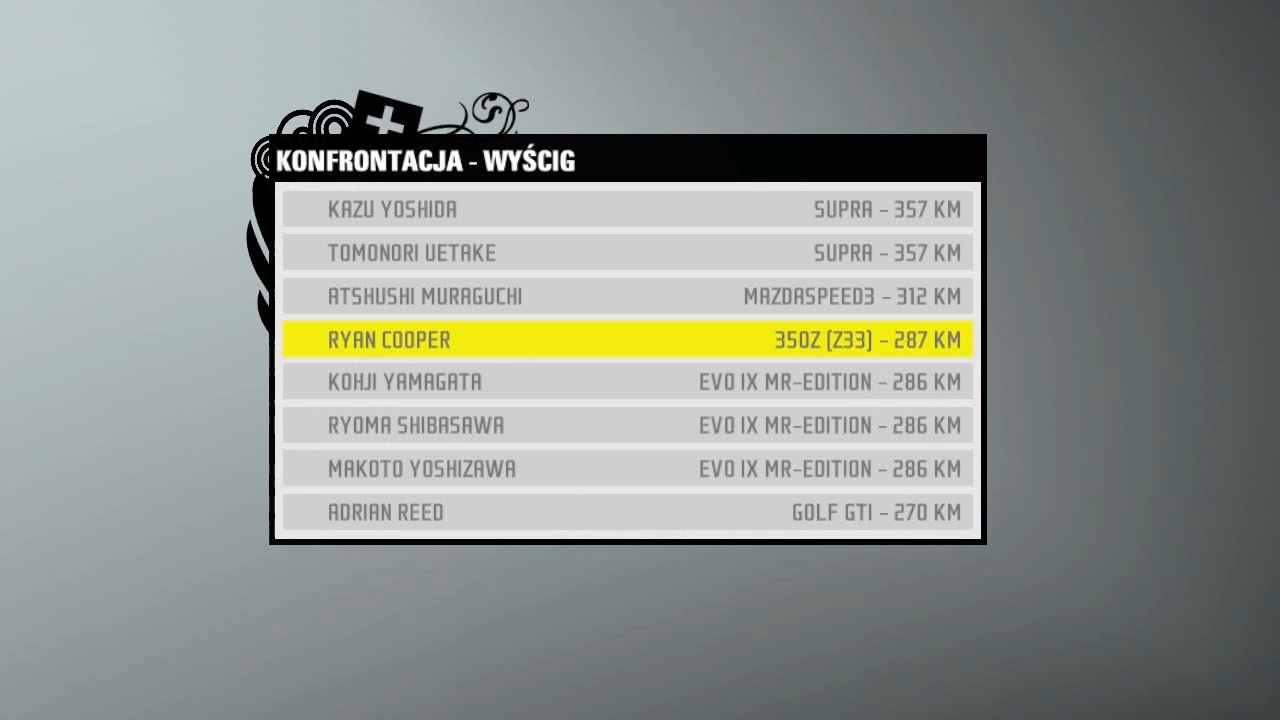 KONFRONTACJA - WYŚCIG
KAZU YOSHIDA SUPRA - 357 KM
TOMONORI UETAKE SUPRA - 357 KM
ATSHUSHI MURAGUCHI MAZDASPEED3 - 312 KM
RYAN COOPER 350Z [Z33] - 287 KM
KOHJI YAMAGATA EVO IX MR-EDITION - 286 KM
RYOMA SHIBASAWA EVO IX MR-EDITION - 286 KM
MAKOTO YOSHIZAWA EVO IX MR-EDITION - 286 KM
ADRIAN REED GOLF GTI - 270 KM